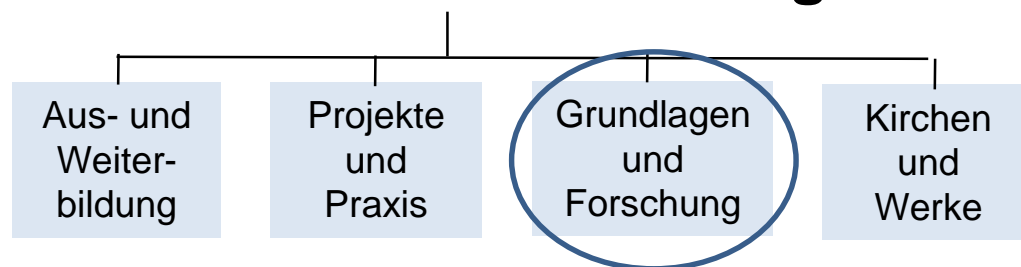 Aus- und
Weiter-
bildung
Projekte
und
Praxis
Grundlagen
und
Forschung
Kirchen
und
Werke